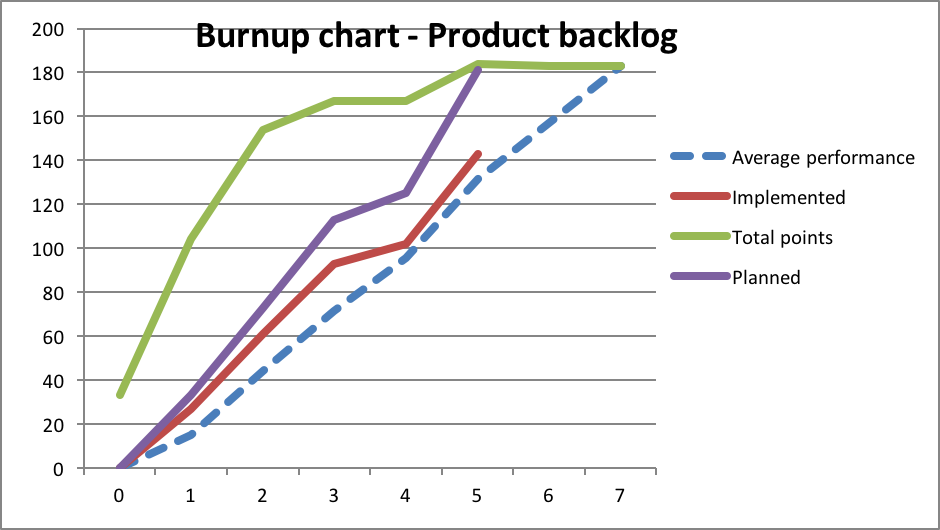 Burnup chart - Product backlog
200
180
160
140
120
100
80
60
40
20
0
0 1 2 3 4 5 6 7
Average performance
Implemented
Total points
Planned